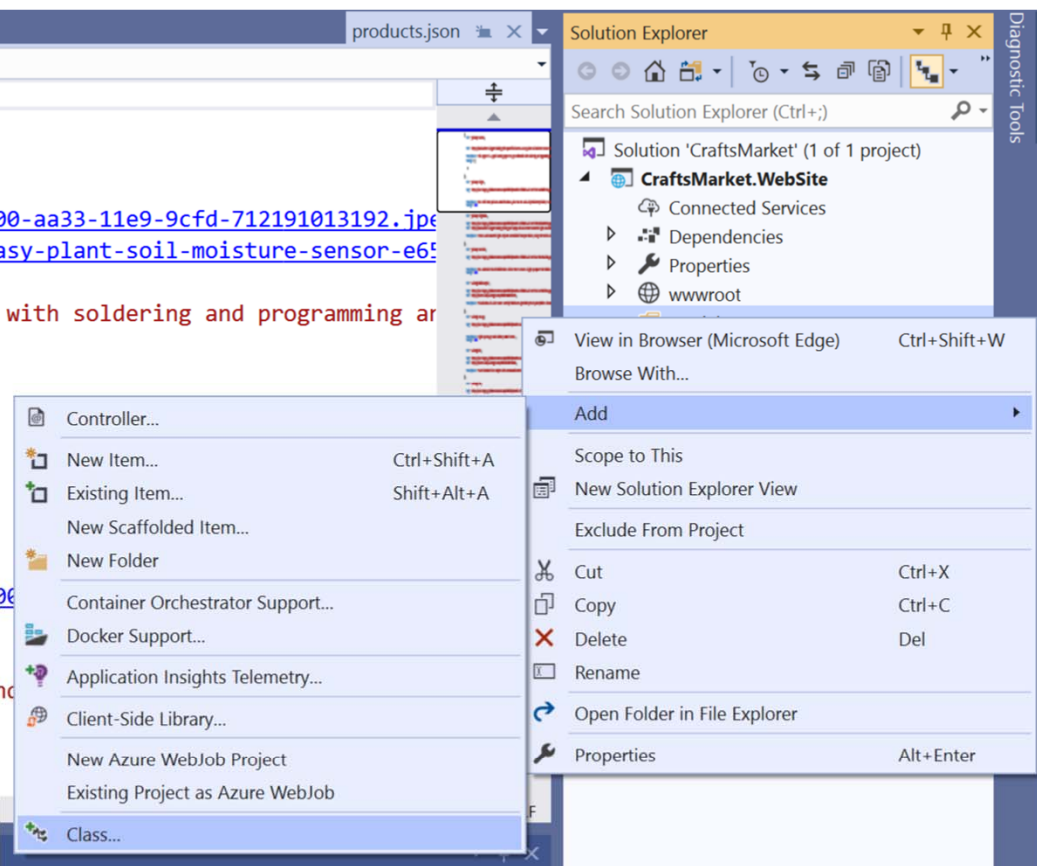 products.json
Solution Explorer
Diagnostic Tools
Search Solution Explorer (Ctrl+;)
Solution 'CraftsMarket' (1 of 1 project)
CraftsMarket.WebSite
Connected Services
Dependencies
Properties
wwwroot
00-aa33-11e9-9cfd-712191013192.jpe
asy-plant-soil-moisture-sensor-e65
with soldering and programming ar
View in Browser (Microsoft Edge) Ctrl+Shift+W
Browse With...
Add
Scope to This
New Solution Explorer View
Exclude From Project
Cut Ctrl+X
Copy Ctrl+C
Delete Del
Rename
Open Folder in File Explorer
Properties Alt+Enter
Controller...
New Item... Ctrl+Shift+A
Existing Item... Shift+Alt+A
New Scaffolded Item...
New Folder
Container Orchestrator Support...
Docker Support...
Application Insights Telemetry...
Client-Side Library...
New Azure WebJob Project
Existing Project as Azure WebJob
Class...